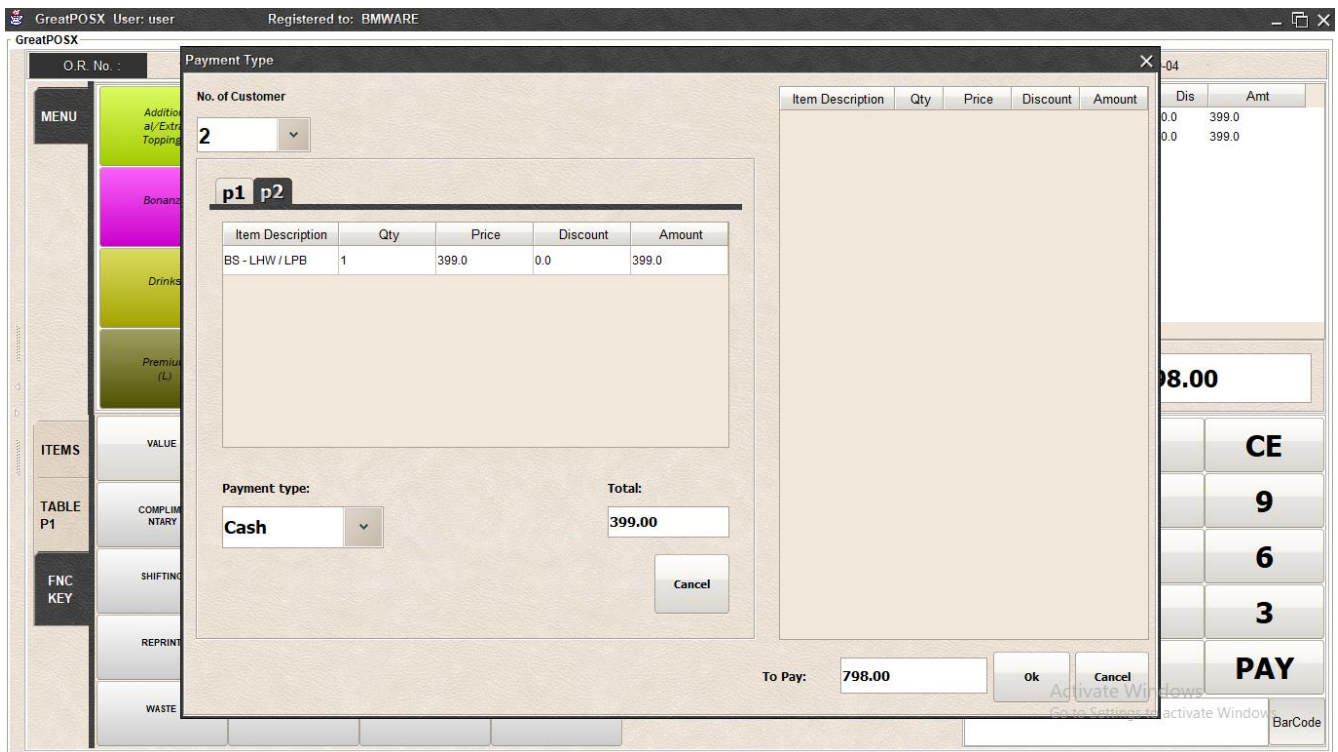 GreatPOSX User: user Registered to: BMWARE
GreatPOSX
O.R. No. :
Payment Type
-04
MENU
Addition
al/Extra
Topping
Bonanz
Drinks
Premiu
(L)
No. of Customer
2
p1 p2
Item Description Qty Price Discount Amount
BS - LHW / LPB 1 399.0 0.0 399.0
Payment type:
Cash
Total:
399.00
Cancel
Item Description Qty Price Discount Amount
To Pay: 798.00 Ok Cancel
Dis Amt
0.0 399.0
0.0 399.0
98.00
ITEMS
TABLE
P1
FNC
KEY
VALUE
COMPLIM
NTARY
SHIFTING
REPRINT
WASTE
CE
9
6
3
PAY
Activate Windows
Go to Settings to activate Windows
BarCode